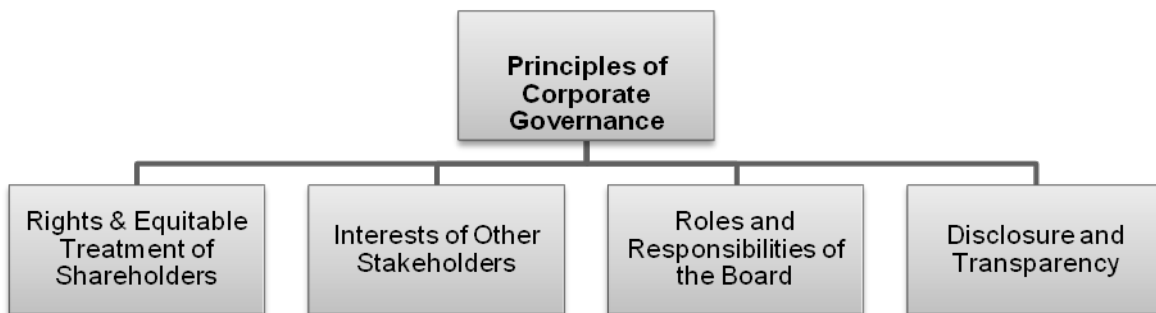 Principles of
Corporate
Governance
Rights & Equitable
Treatment of
Shareholders
Interests of Other
Stakeholders
Roles and
Responsibilities of
the Board
Disclosure and
Transparency